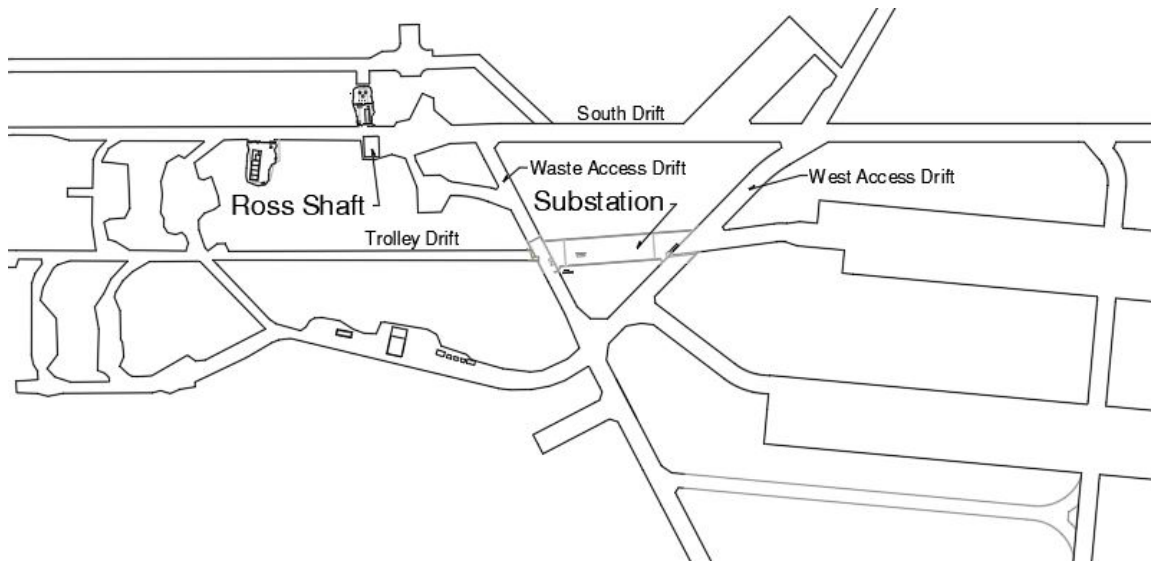 South Drift
Waste Access Drift
West Access Drift
Ross Shaft
Substation
Trolley Drift